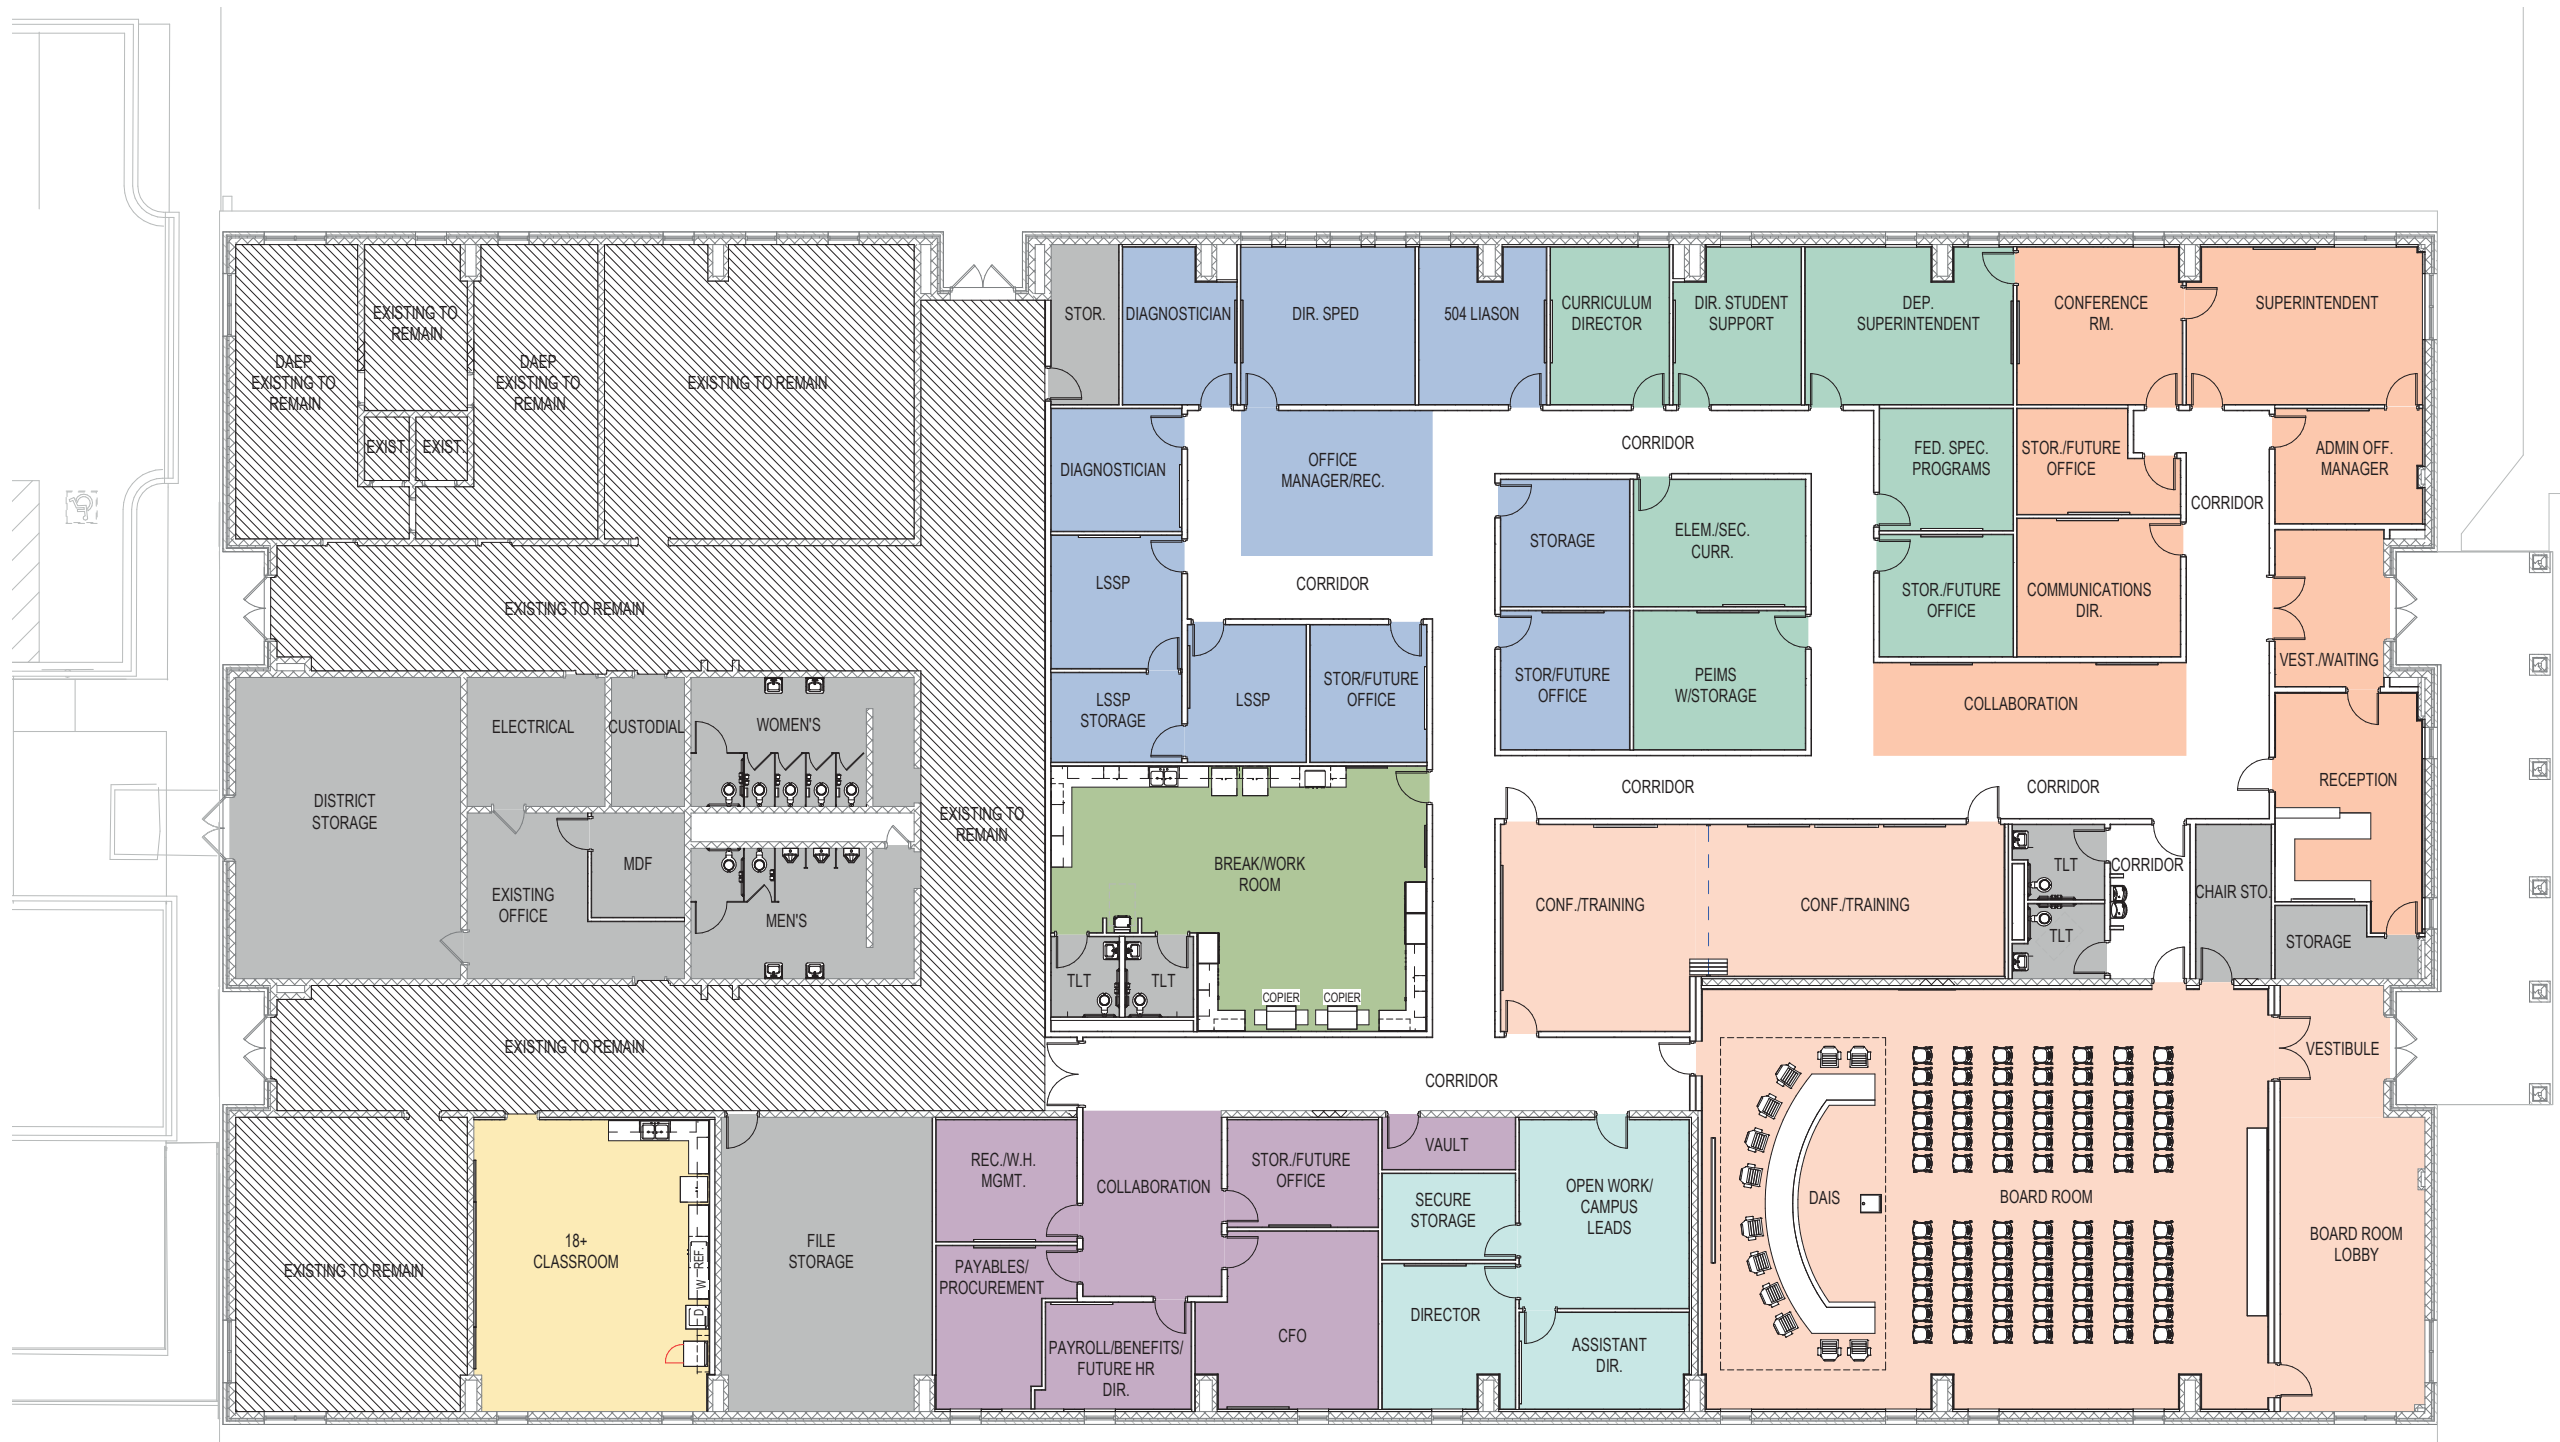 STOR.
DIAGNOSTICIAN
DIR. SPED
504 LIASON
CURRICULUM
DIRECTOR
DIR. STUDENT
SUPPORT
DEP.
SUPERINTENDENT
CONFERENCE
RM.
SUPERINTENDENT
EXISTING TO
REMAIN
DAEP
EXISTING TO
REMAIN
DAEP
EXISTING TO
REMAIN
EXISTING TO REMAIN
EXIST.
EXIST.
DIAGNOSTICIAN
OFFICE
MANAGER/REC.
CORRIDOR
FED. SPEC.
PROGRAMS
STOR./FUTURE
OFFICE
ADMIN OFF.
MANAGER
CORRIDOR
STORAGE
ELEM./SEC.
CURR.
LSSP
CORRIDOR
STOR./FUTURE
OFFICE
COMMUNICATIONS
DIR.
EXISTING TO REMAIN
VEST./WAITING
LSSP
STORAGE
LSSP
STOR/FUTURE
OFFICE
STOR/FUTURE
OFFICE
PEIMS
W/STORAGE
COLLABORATION
ELECTRICAL
CUSTODIAL
WOMEN'S
DISTRICT
STORAGE
EXISTING TO
REMAIN
CORRIDOR
CORRIDOR
RECEPTION
MDF
EXISTING
OFFICE
MEN'S
BREAK/WORK
ROOM
CONF./TRAINING
CONF./TRAINING
TLT
CORRIDOR
TLT
CHAIR STO.
STORAGE
TLT
TLT
COPIER
COPIER
EXISTING TO REMAIN
CORRIDOR
VESTIBULE
REC./W.H.
MGMT.
COLLABORATION
STOR./FUTURE
OFFICE
VAULT
SECURE
STORAGE
OPEN WORK/
CAMPUS
LEADS
DAIS
BOARD ROOM
BOARD ROOM
LOBBY
EXISTING TO REMAIN
18+
CLASSROOM
REF.
W
D
FILE
STORAGE
PAYABLES/
PROCUREMENT
PAYROLL/BENEFITS/
FUTURE HR
DIR.
CFO
DIRECTOR
ASSISTANT
DIR.